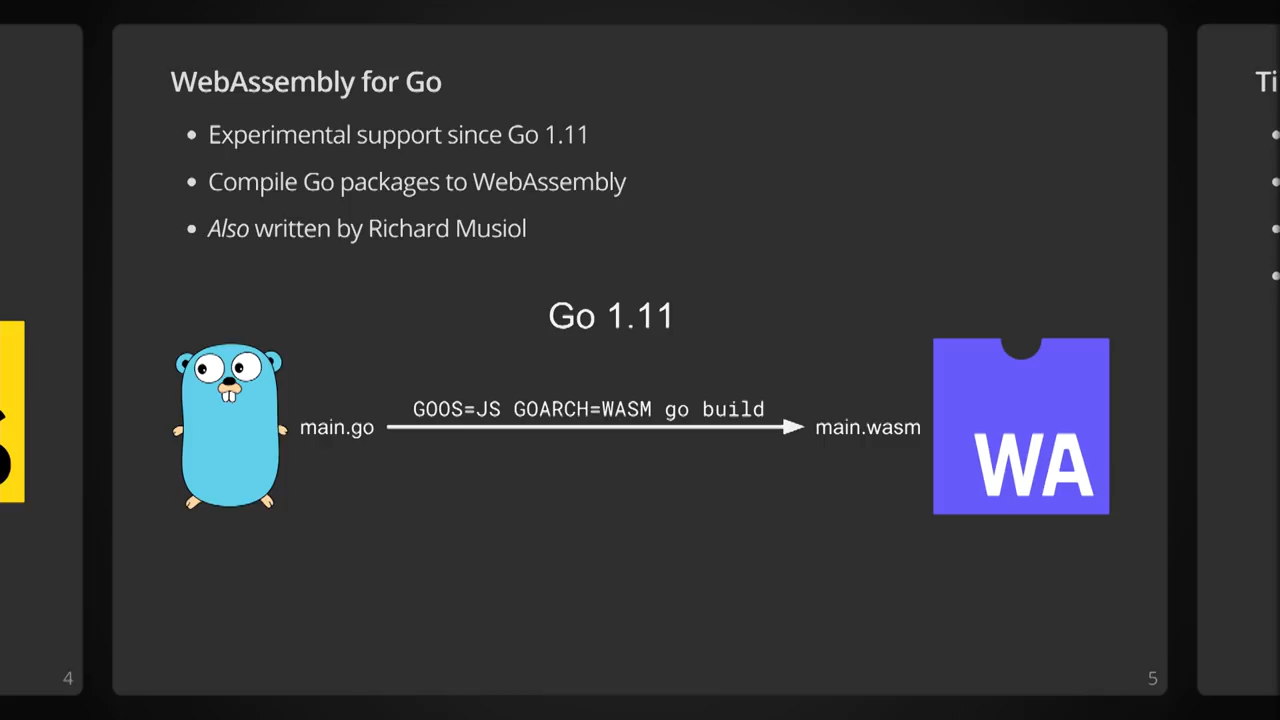 WebAssembly for Go
Experimental support since Go 1.11
Compile Go packages to WebAssembly
Also written by Richard Musiol
Go 1.11
GOOS=JS GOARCH=WASM go build
main.go
main.wasm
WA
4
5
Ti